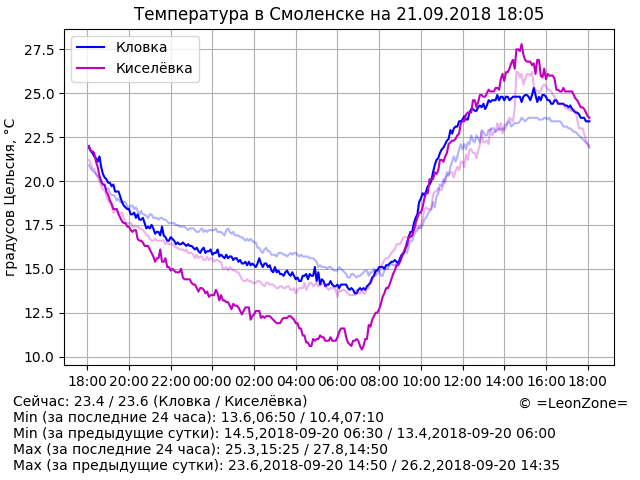 Температура в Смоленске на 21.09.2018 18:05
Кловка
Киселёвка
градусов Цельсия, °C
27.5
25.0
22.5
20.0
17.5
15.0
12.5
10.0
18:00 20:00 22:00 00:00 02:00 04:00 06:00 08:00 10:00 12:00 14:00 16:00 18:00
Сейчас: 23.4 / 23.6 (Кловка / Киселёвка)
© =LeonZone=
Min (за последние 24 часа): 13.6,06:50 / 10.4,07:10
Min (за предыдущие сутки): 14.5,2018-09-20 06:30 / 13.4,2018-09-20 06:00
Max (за последние 24 часа): 25.3,15:25 / 27.8,14:50
Max (за предыдущие сутки): 23.6,2018-09-20 14:50 / 26.2,2018-09-20 14:35